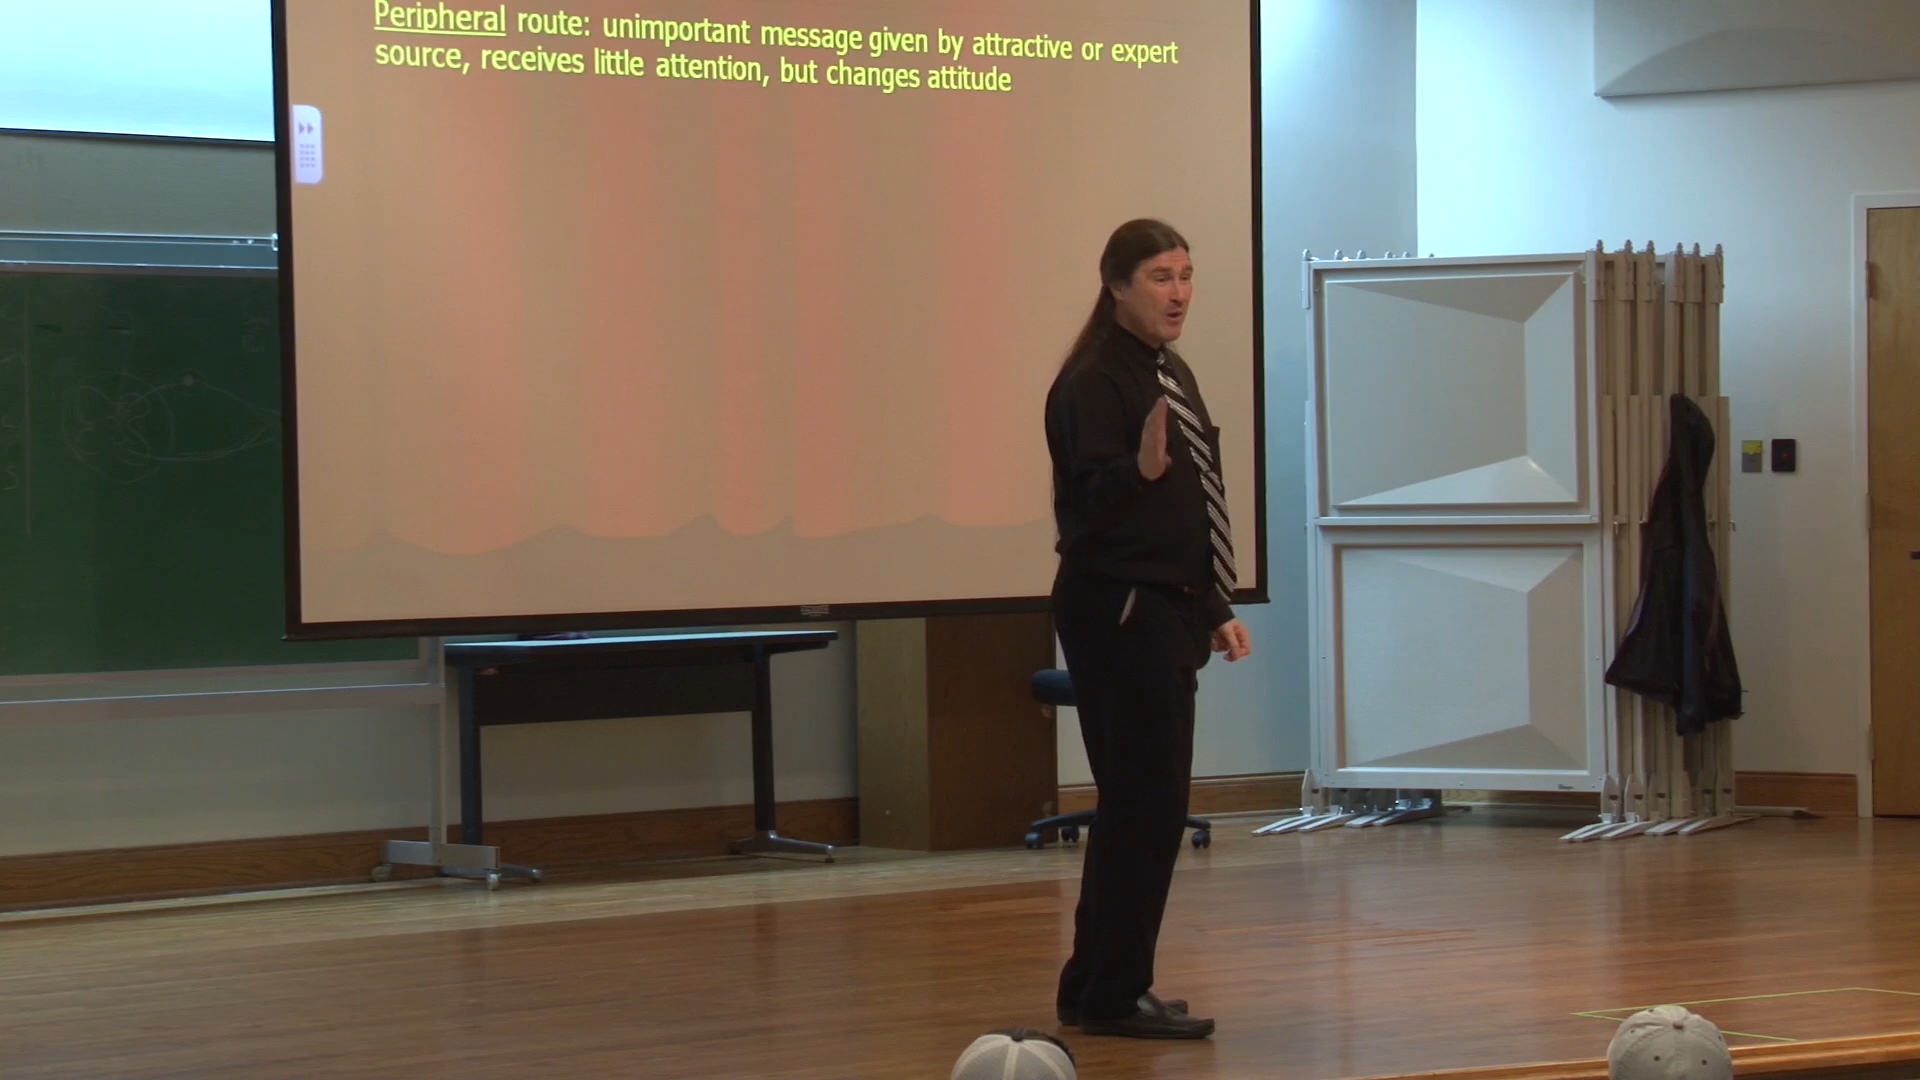 Peripheral route: unimportant message given by attractive or expert
source, receives little attention, but changes attitude